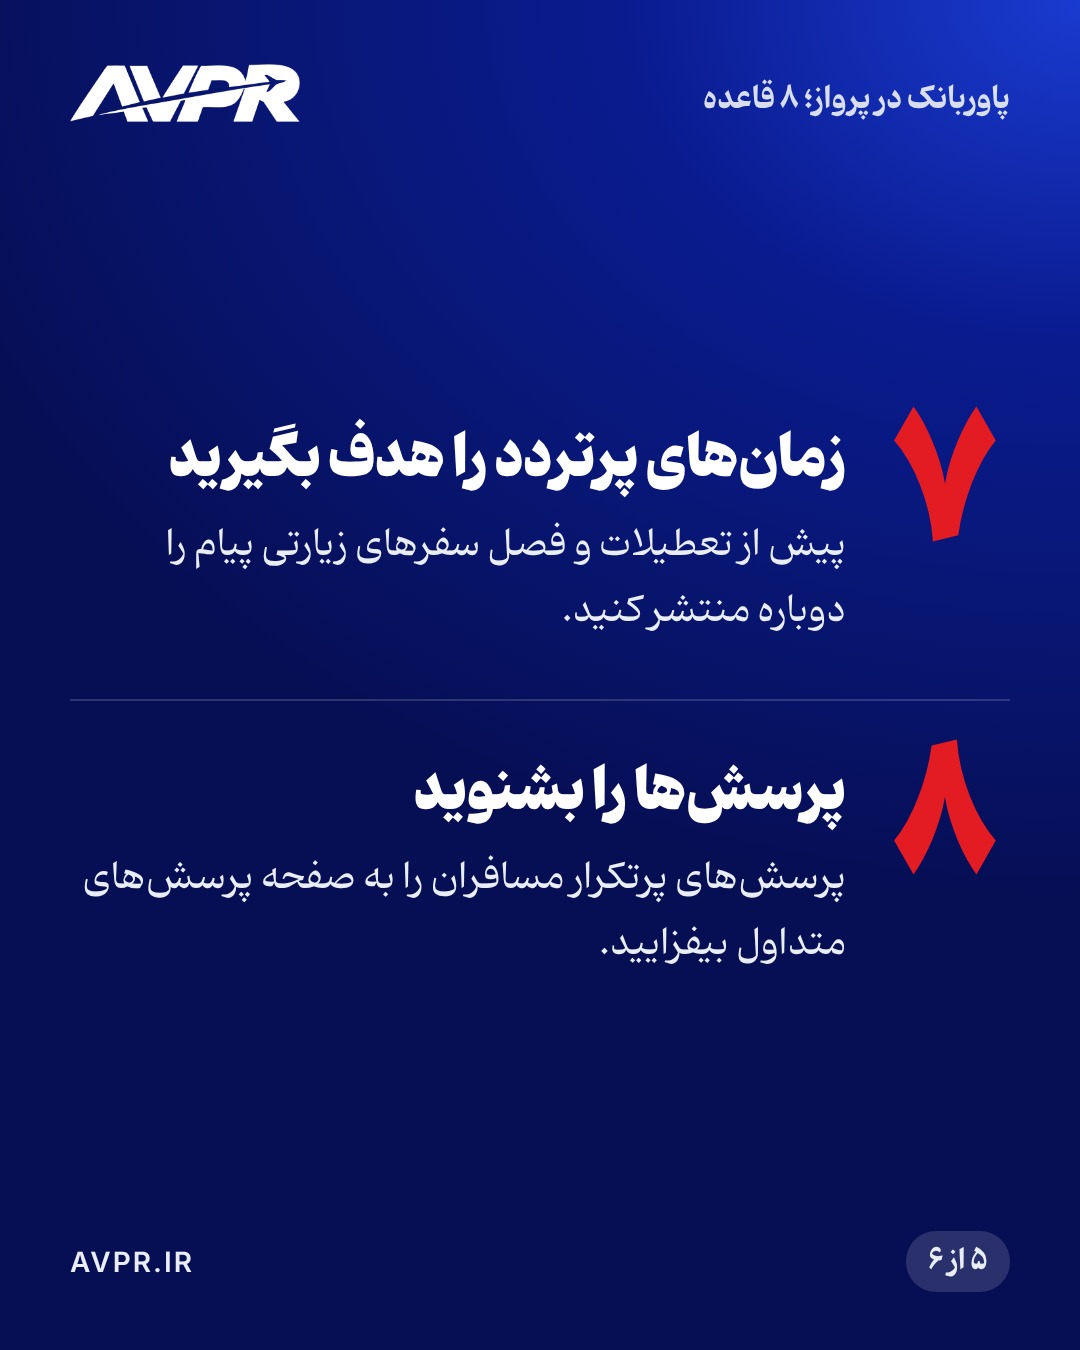 پاوربانک در پرواز؛ ۸ قاعده
AVPR
۷
زمان‌های پرتردد را هدف بگیرید
پیش از تعطیلات و فصل سفرهای زیارتی پیام را
دوباره منتشر کنید.
۸
پرسش‌ها را بشنوید
پرسش‌های پرتکرار مسافران را به صفحه پرسش‌های
متداول بیفزایید.
۵ از ۶
AVPR.IR